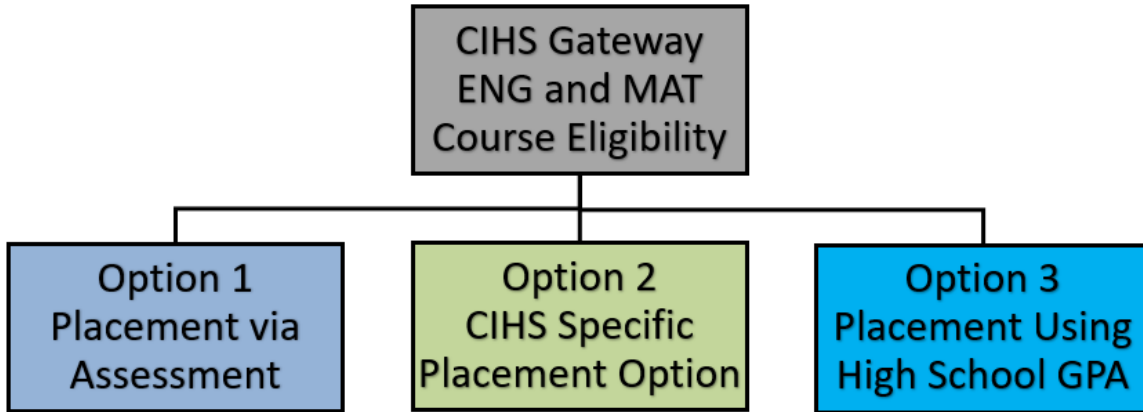 CIHS Gateway
ENG and MAT
Course Eligibility
Option 1
Placement via
Assessment
Option 2
CIHS Specific
Placement Option
Option 3
Placement Using
High School GPA